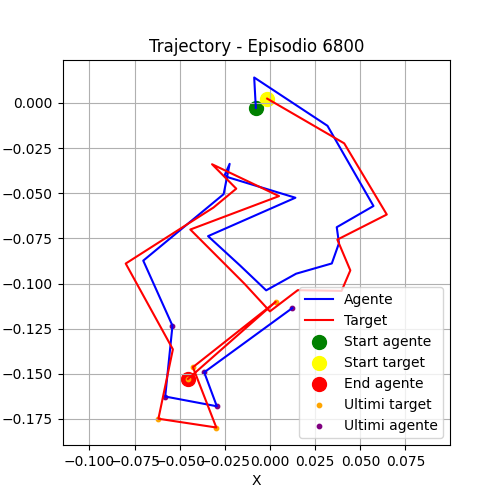 Trajectory - Episodio 6800
0.000
−0.025
−0.050
−0.075
−0.100
−0.125
−0.150
−0.175
Agente
Target
Start agente
Start target
End agente
Ultimi target
Ultimi agente
−0.100 −0.075 −0.050 −0.025 0.000 0.025 0.050 0.075
X